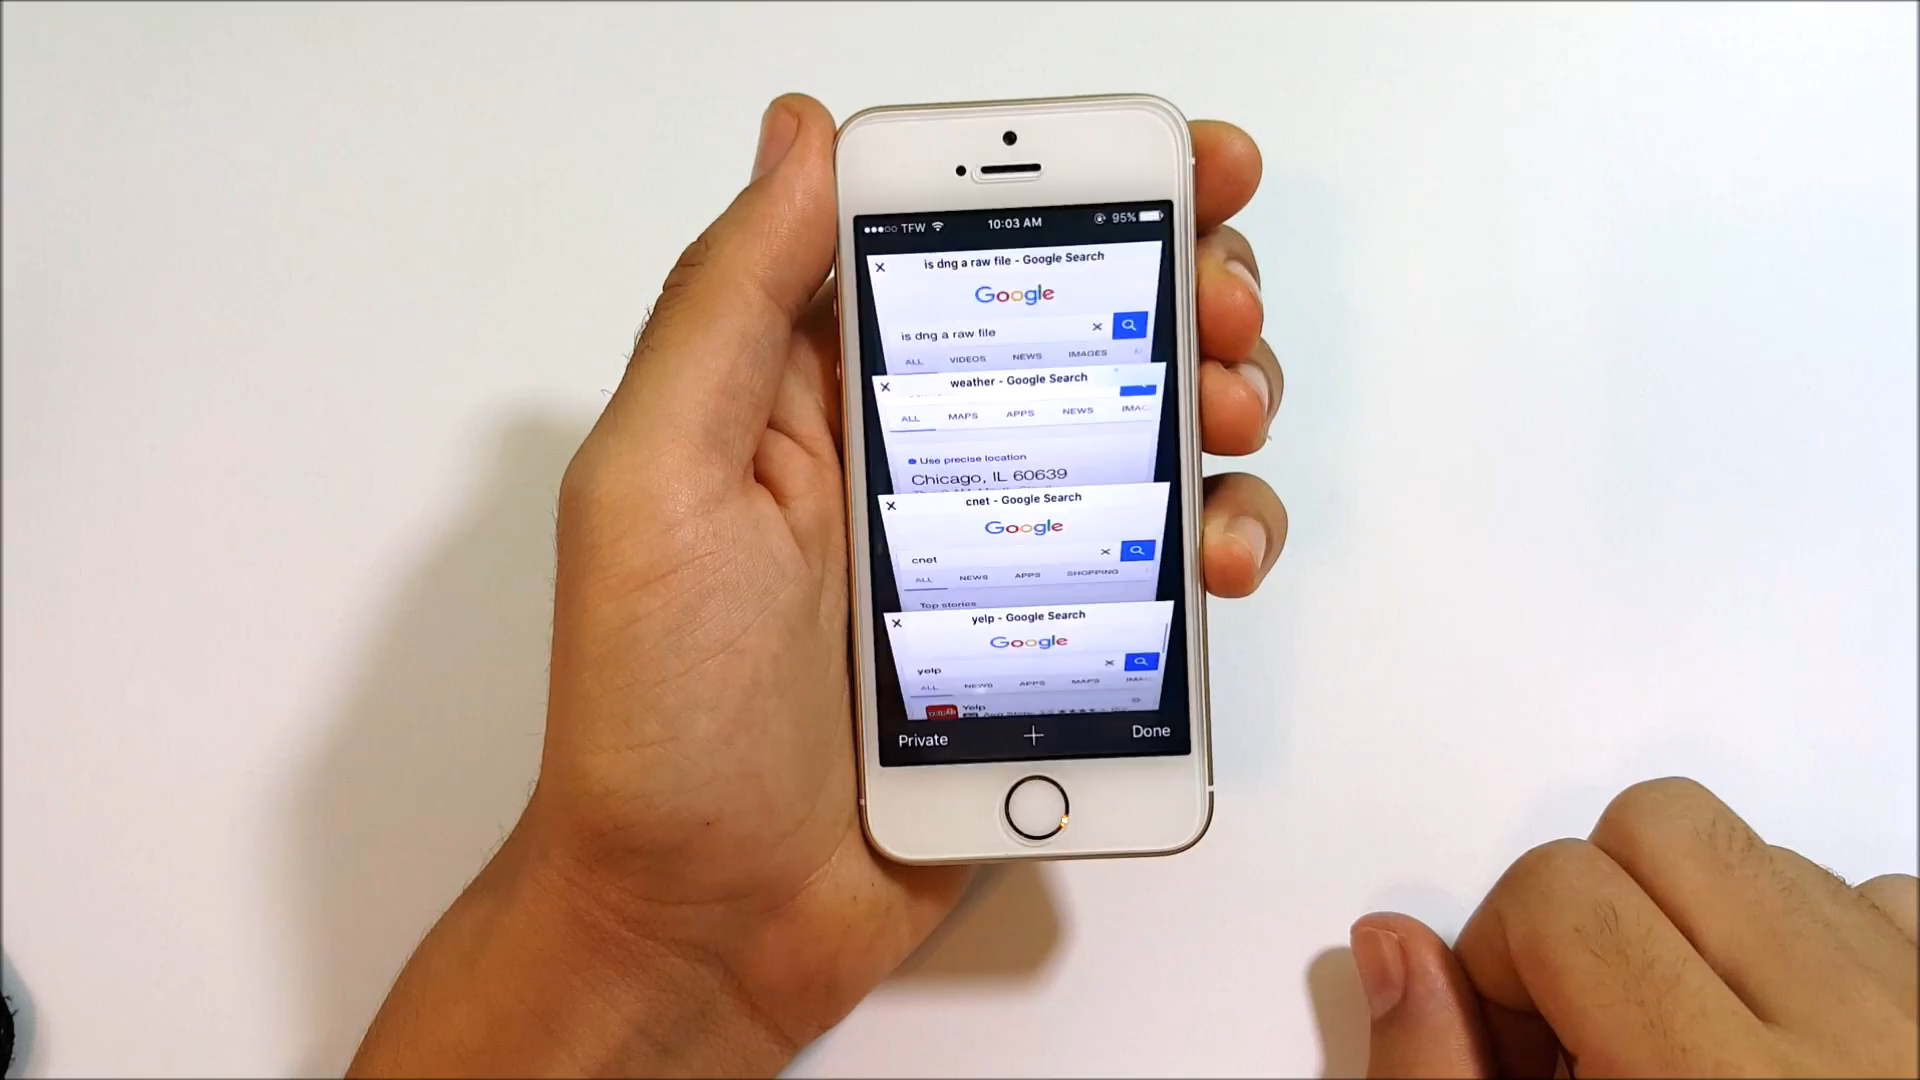 TFW 10:03 AM 95%
is dng a raw file - Google Search
Google
is dng a raw file
ALL VIDEOS NEWS IMAGES
weather - Google Search
ALL MAPS APPS NEWS IMAG
Use precise location
Chicago, IL 60639
cnet - Google Search
Google
cnet
ALL NEWS APPS SHOPPING
Top stories
yelp - Google Search
Google
yelp
ALL NEWS APPS MAPS IMA
Yelp
Private Done